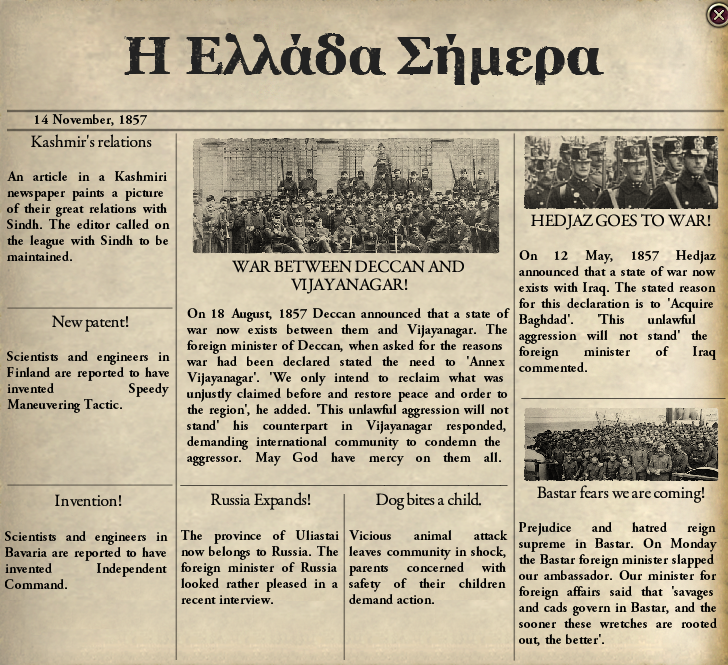 Η Ελλάδα Σήμερα
14 November, 1857
Kashmir's relations
An article in a Kashmiri
newspaper paints a picture
of their great relations with
Sindh. The editor called on
the league with Sindh to be
maintained.
New patent!
Scientists and engineers in
Finland are reported to have
invented Speedy
Maneuvering Tactic.
Invention!
Scientists and engineers in
Bavaria are reported to have
invented Independent
Command.
WAR BETWEEN DECCAN AND
VIJAYANAGAR!
On 18 August, 1857 Deccan announced that a state of
war now exists between them and Vijayanagar. The
foreign minister of Deccan, when asked for the reasons
war had been declared stated the need to 'Annex
Vijayanagar'. 'We only intend to reclaim what was
unjustly claimed before and restore peace and order to
the region', he added. 'This unlawful aggression will not
stand' his counterpart in Vijayanagar responded,
demanding international community to condemn the
aggressor. May God have mercy on them all.
Russia Expands!
The province of Uliastai
now belongs to Russia. The
foreign minister of Russia
looked rather pleased in a
recent interview.
Dog bites a child.
Vicious animal attack
leaves community in shock,
parents concerned with
safety of their children
demand action.
HEDJAZ GOES TO WAR!
On 12 May, 1857 Hedjaz
announced that a state of war now
exists with Iraq. The stated reason
for this declaration is to 'Acquire
Baghdad'. 'This unlawful
aggression will not stand' the
foreign minister of Iraq
commented.
Bastar fears we are coming!
Prejudice and hatred reign
supreme in Bastar. On Monday
the Bastar foreign minister slapped
our ambassador. Our minister for
foreign affairs said that 'savages
and cads govern in Bastar, and the
sooner these wretches are rooted
out, the better'.